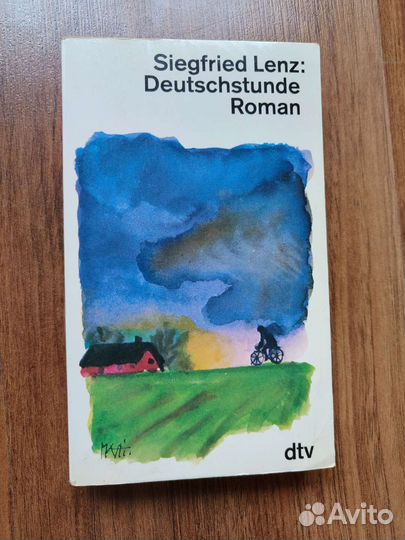 Siegfried Lenz:
Deutschstunde
Roman
dtv
Avito